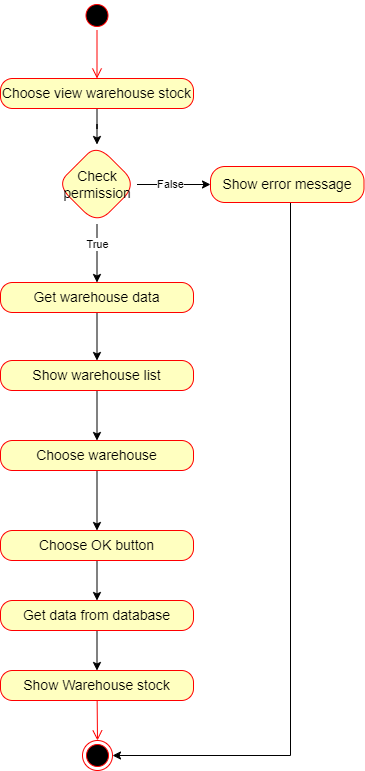 Choose view warehouse stock
Check
permission
False
Show error message
True
Get warehouse data
Show warehouse list
Choose warehouse
Choose OK button
Get data from database
Show Warehouse stock